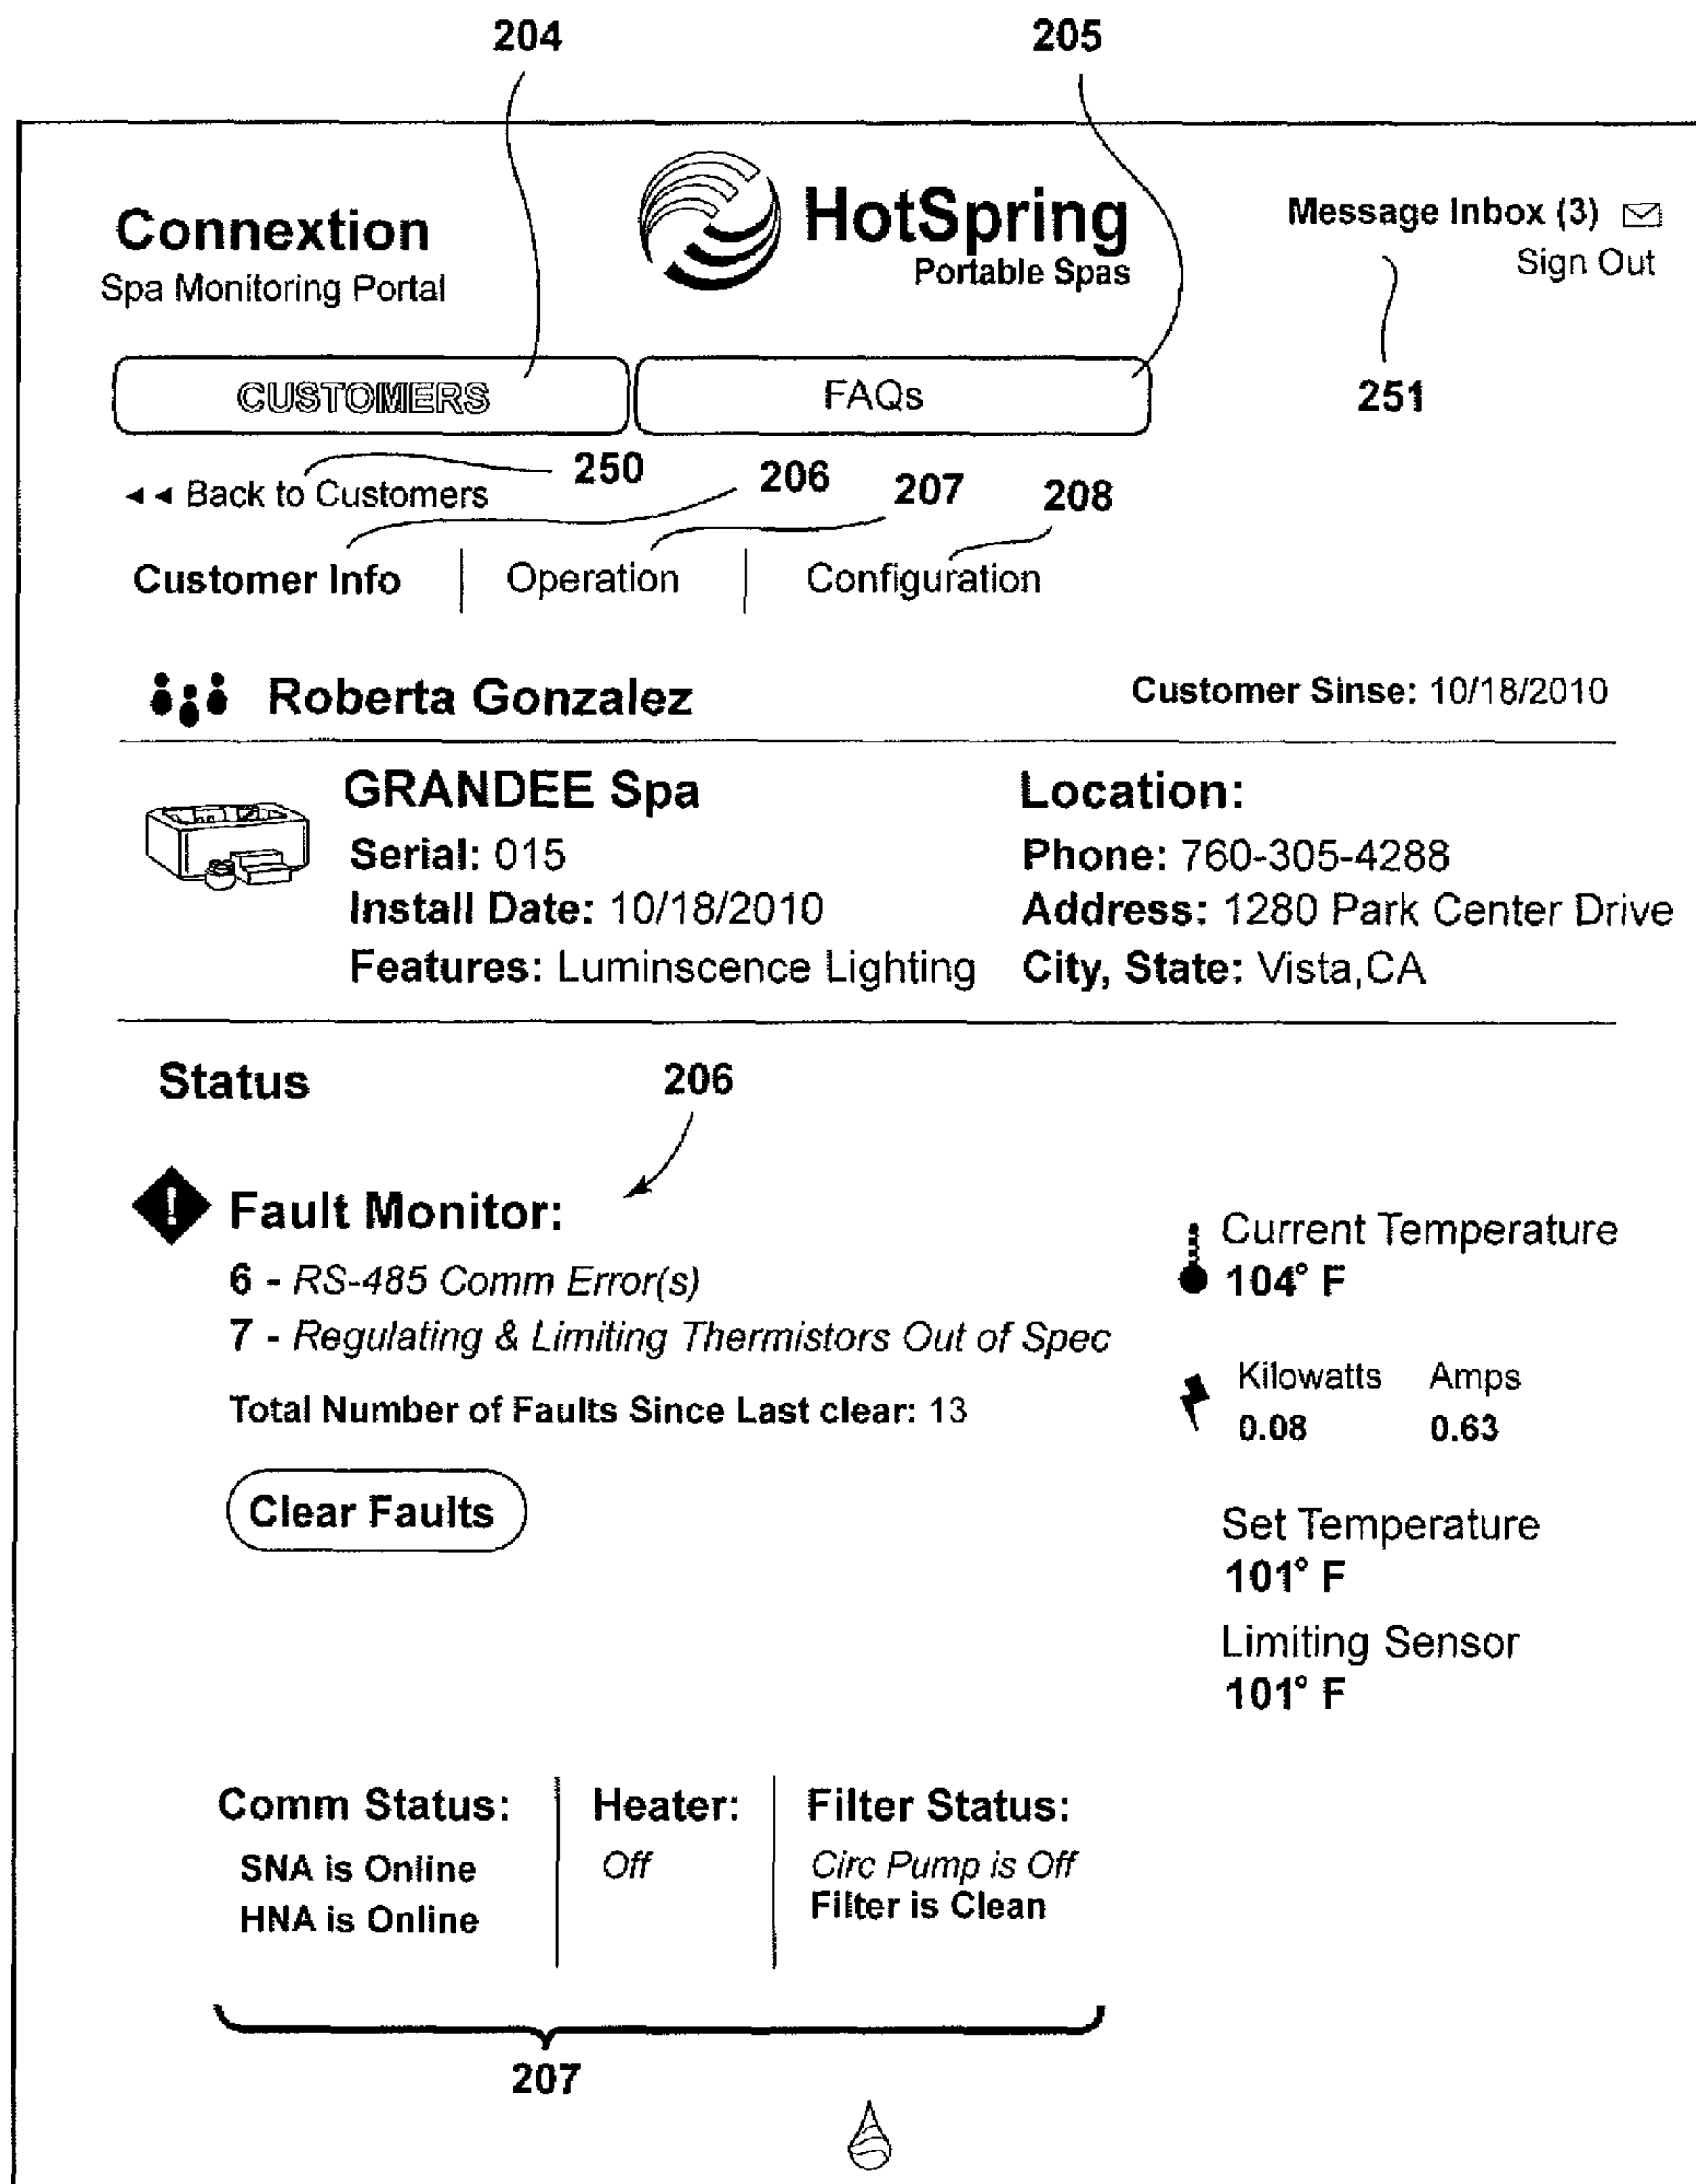 204 205
Connextion HotSpring Message Inbox (3)
Spa Monitoring Portal Portable Spas Sign Out
CUSTOMERS FAQs 251
Back to Customers 250 206 207 208
Customer Info Operation Configuration
Roberta Gonzalez Customer Sinse: 10/18/2010
GRANDEE Spa Location:
Serial: 015 Phone: 760-305-4288
Install Date: 10/18/2010 Address: 1280 Park Center Drive
Features: Luminscence Lighting City, State: Vista,CA
Status 206
! Fault Monitor: Current Temperature
6 - RS-485 Comm Error(s) 104° F
7 - Regulating & Limiting Thermistors Out of Spec
Kilowatts Amps
Total Number of Faults Since Last clear: 13 0.08 0.63
Clear Faults Set Temperature
101° F
Limiting Sensor
101° F
Comm Status: Heater: Filter Status:
SNA is Online Off Circ Pump is Off
HNA is Online Filter is Clean
207